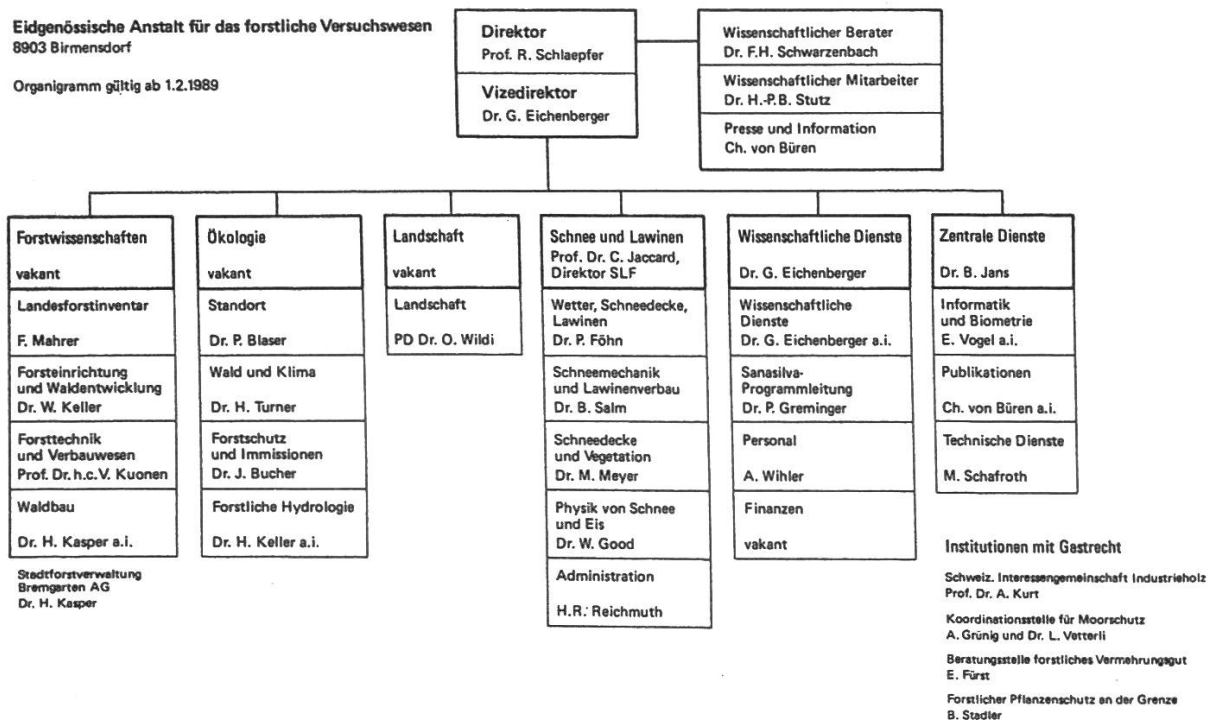 Eidgenössische Anstalt für das forstliche Versuchswesen
8903 Birmensdorf
Organigramm gültig ab 1.2.1989
Direktor
Prof. R. Schlaepfer
Vizedirektor
Dr. G. Eichenberger
Wissenschaftlicher Berater
Dr. F.H. Schwarzenbach
Wissenschaftlicher Mitarbeiter
Dr. H.-P.B. Stutz
Presse und Information
Ch. von Büren
Forstwissenschaften
vakant
Landesforstinventar
F. Mahrer
Forsteinrichtung
und Waldentwicklung
Dr. W. Keller
Forsttechnik
und Verbauwesen
Prof. Dr. h.c. V. Kuonen
Waldbau
Dr. H. Kasper a.i.
Stadtforstverwaltung
Bremgarten AG
Dr. H. Kasper
Ökologie
vakant
Standort
Dr. P. Blaser
Wald und Klima
Dr. H. Turner
Forstschutz
und Immissionen
Dr. J. Bucher
Forstliche Hydrologie
Dr. H. Keller a.i.
Landschaft
vakant
Landschaft
PD Dr. O. Wildi
Schnee und Lawinen
Prof. Dr. C. Jaccard,
Direktor SLF
Wetter, Schneedecke,
Lawinen
Dr. P. Föhn
Schneemechanik
und Lawinenverbau
Dr. B. Salm
Schneedecke
und Vegetation
Dr. M. Meyer
Physik von Schnee
und Eis
Dr. W. Good
Administration
H.R. Reichmuth
Wissenschaftliche Dienste
Dr. G. Eichenberger
Wissenschaftliche
Dienste
Dr. G. Eichenberger a.i.
Sanasilva-
Programmleitung
Dr. P. Greminger
Personal
A. Wihler
Finanzen
vakant
Zentrale Dienste
Dr. B. Jans
Informatik
und Biometrie
E. Vogel a.i.
Publikationen
Ch. von Büren a.i.
Technische Dienste
M. Schafroth
Institutionen mit Gastrecht
Schweiz. Interessengemeinschaft Industrieholz
Prof. Dr. A. Kurt
Koordinationsstelle für Moorschutz
A. Grünig und Dr. L. Vetterli
Beratungsstelle forstliches Vermehrungsgut
E. Fürst
Forstlicher Pflanzenschutz an der Grenze
B. Stadler